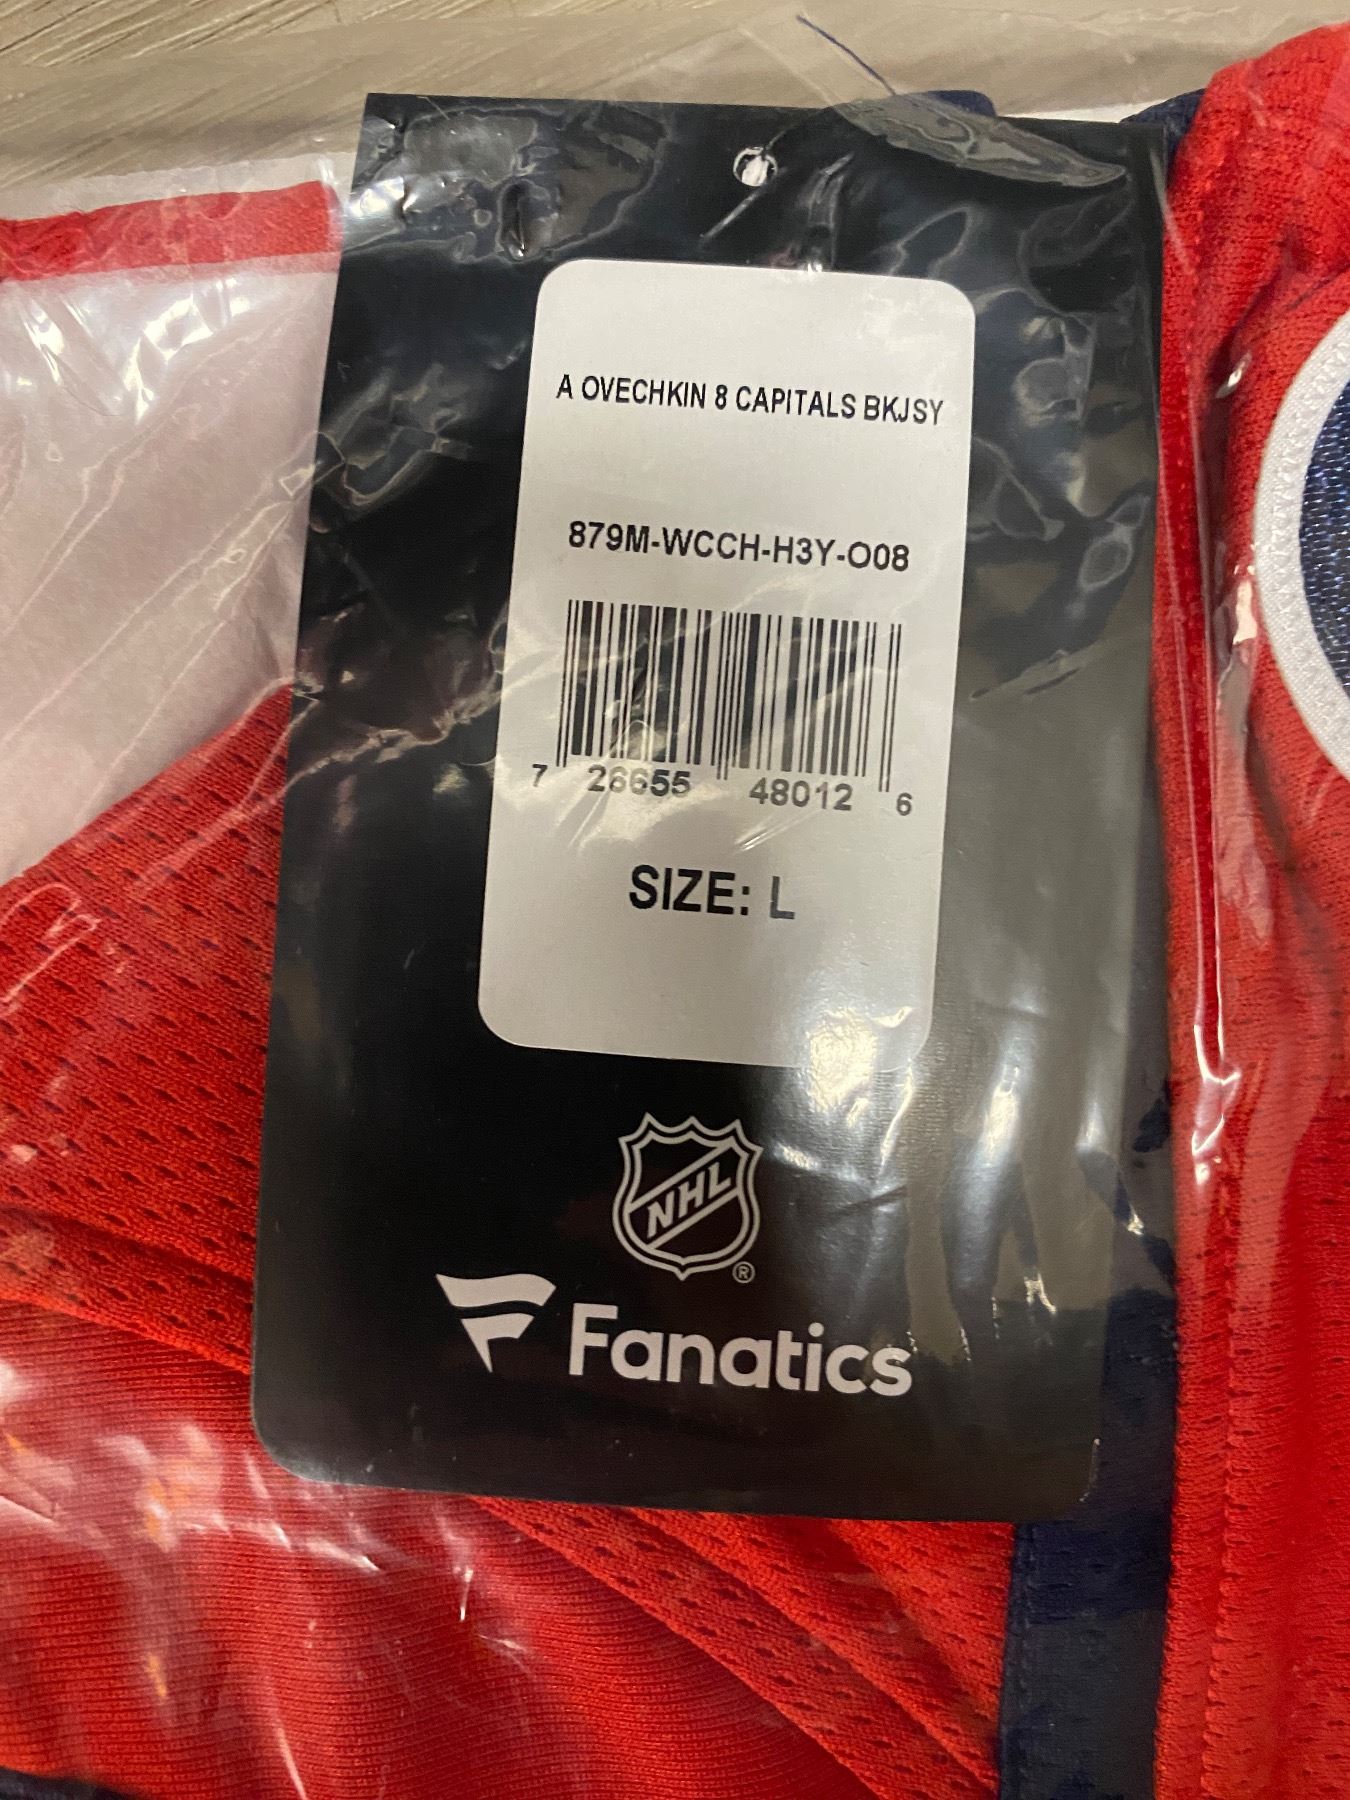 A OVECHKIN 8 CAPITALS BKJSY
879M-WCCH-H3Y-O08
7 26655 48012 6
SIZE: L
NHL ®
Fanatics